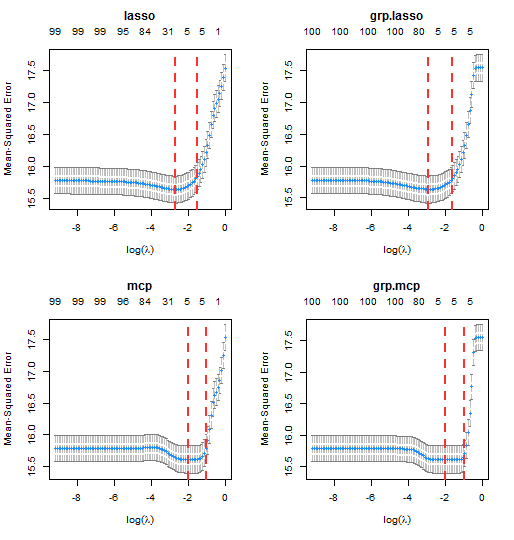 lasso
99 99 99 95 84 31 5 5 1
Mean-Squared Error
15.5 16.0 16.5 17.0 17.5
-8 -6 -4 -2 0
log(λ)
grp.lasso
100 100 100 100 80 5 5 5
Mean-Squared Error
15.5 16.0 16.5 17.0 17.5
-8 -6 -4 -2 0
log(λ)
mcp
99 99 99 96 84 31 5 5 1
Mean-Squared Error
15.5 16.0 16.5 17.0 17.5
-8 -6 -4 -2 0
log(λ)
grp.mcp
100 100 100 100 80 5 5 5
Mean-Squared Error
15.5 16.0 16.5 17.0 17.5
-8 -6 -4 -2 0
log(λ)